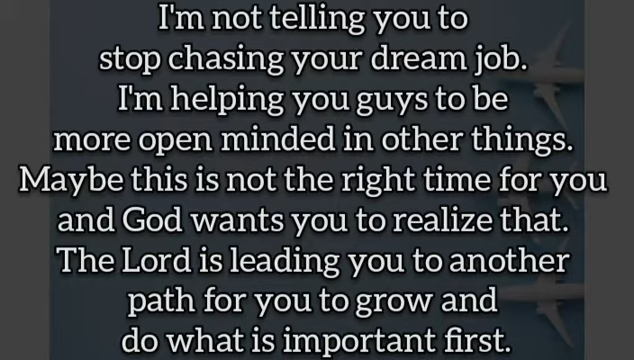 I'm not telling you to
stop chasing your dream job.
I'm helping you guys to be
more open minded in other things.
Maybe this is not the right time for you
and God wants you to realize that.
The Lord is leading you to another
path for you to grow and
do what is important first.